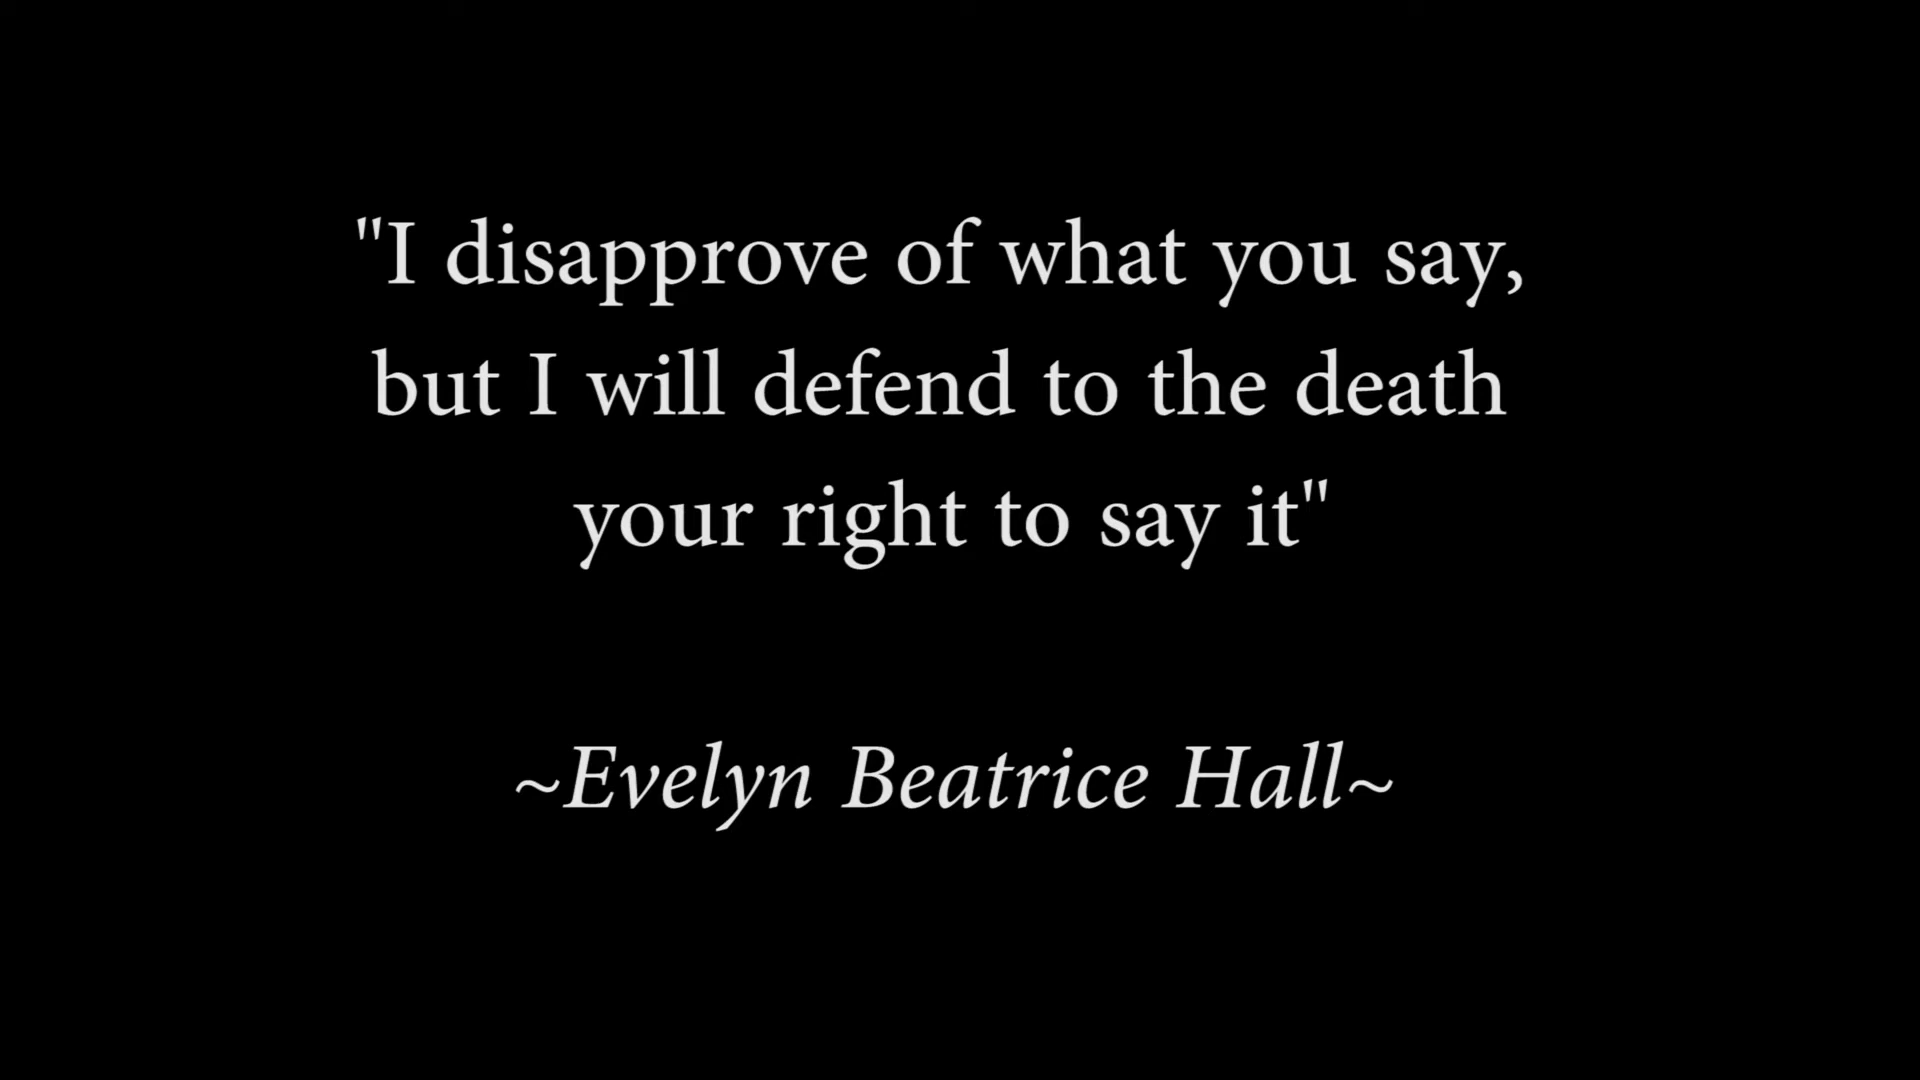 "I disapprove of what you say,
but I will defend to the death
your right to say it"
~Evelyn Beatrice Hall~